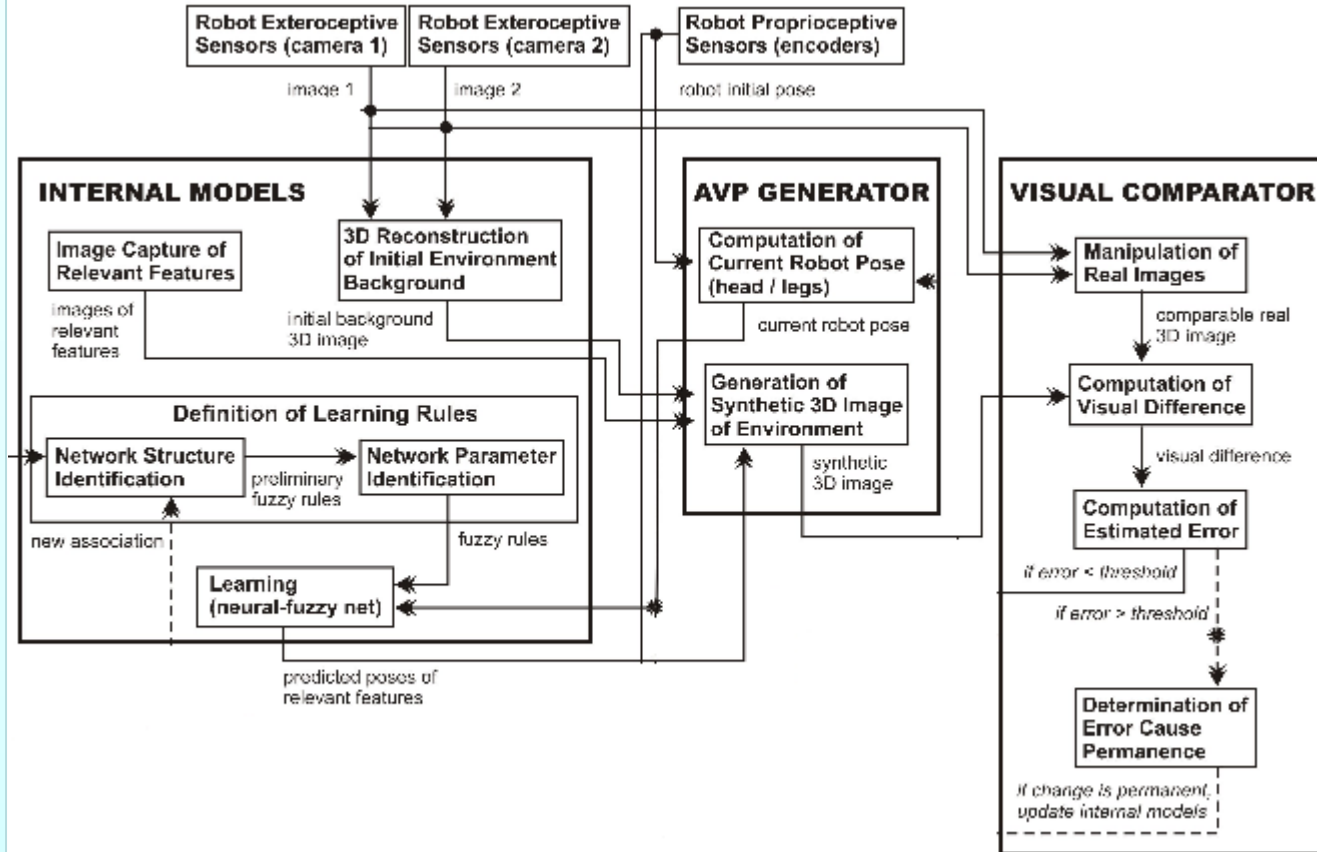 Robot Exteroceptive
Sensors (camera 1)
Robot Exteroceptive
Sensors (camera 2)
Robot Proprioceptive
Sensors (encoders)
image 1
image 2
robot initial pose
INTERNAL MODELS
Image Capture of
Relevant Features
3D Reconstruction
of Initial Environment
Background
images of
relevant
features
initial background
3D image
Definition of Learning Rules
Network Structure
Identification
preliminary
fuzzy rules
Network Parameter
Identification
new association
fuzzy rules
Learning
(neural-fuzzy net)
predicted poses of
relevant features
AVP GENERATOR
Computation of
Current Robot Pose
(head / legs)
current robot pose
Generation of
Synthetic 3D Image
of Environment
synthetic
3D image
VISUAL COMPARATOR
Manipulation of
Real Images
comparable real
3D image
Computation of
Visual Difference
visual difference
Computation of
Estimated Error
if error < threshold
if error > threshold
Determination of
Error Cause
Permanence
if change is permanent,
update internal models